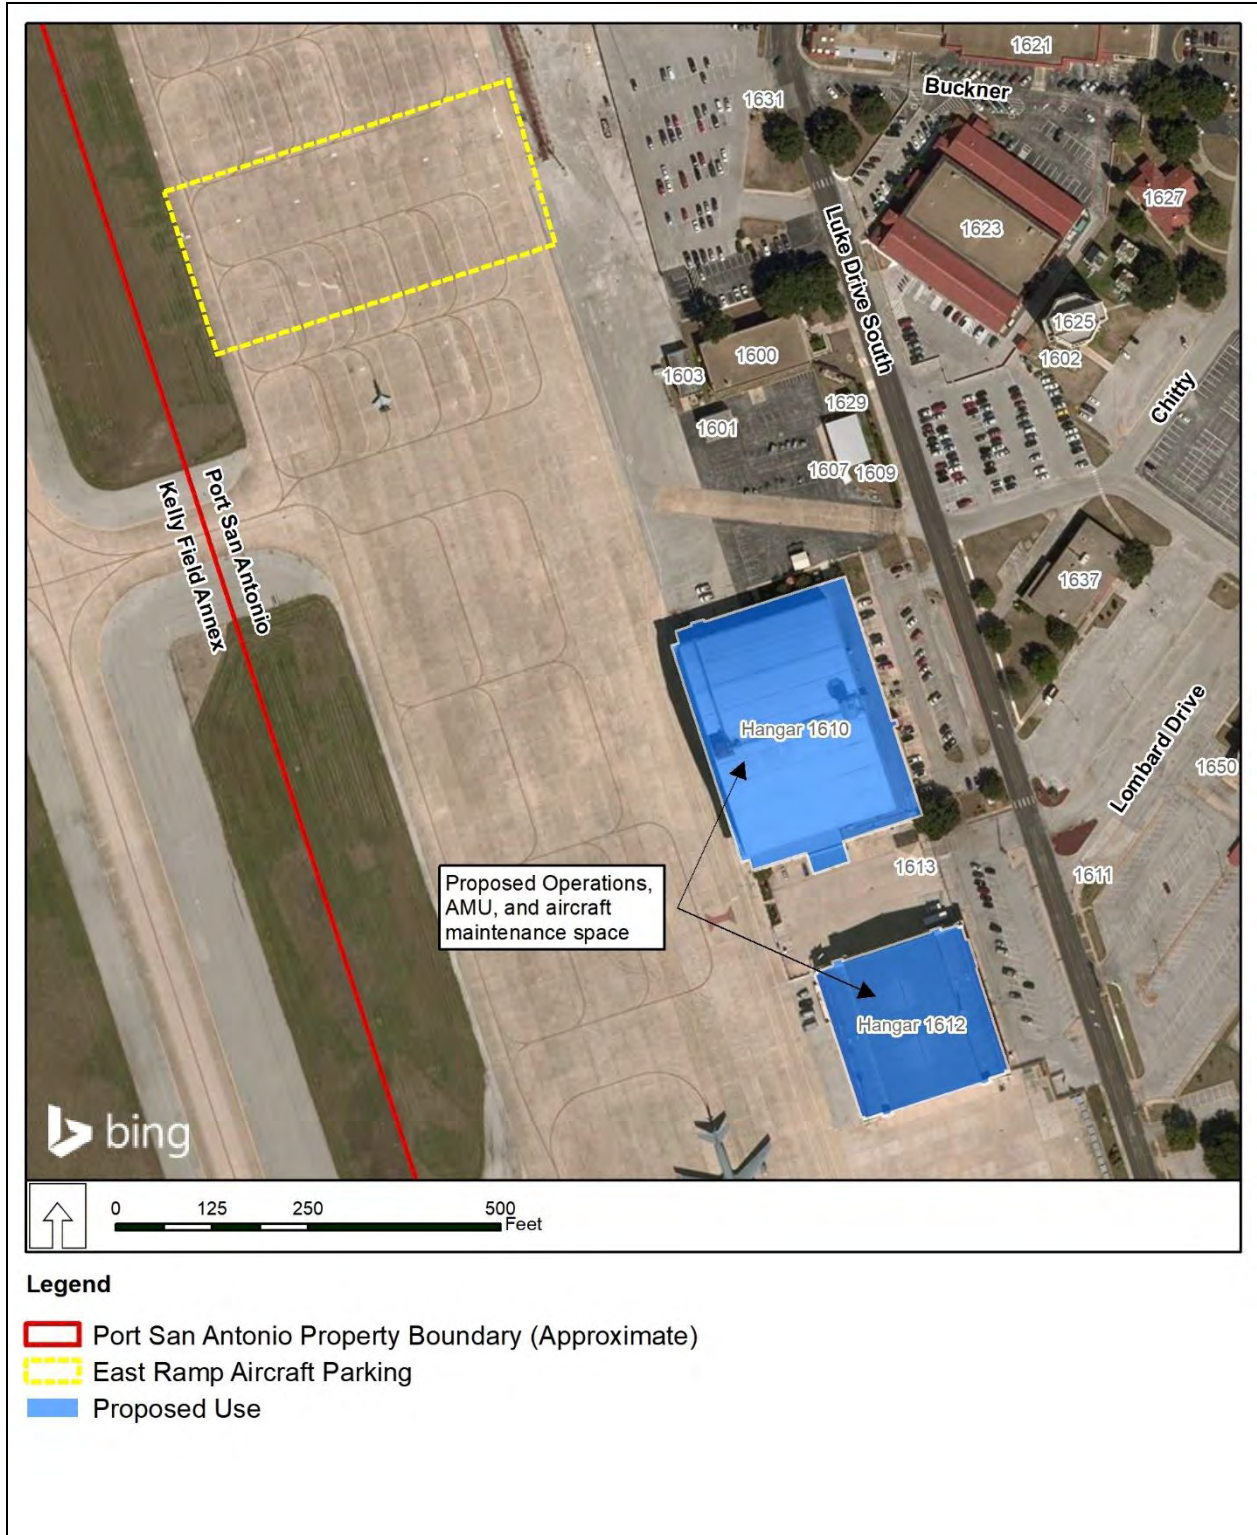 1621
Buckner
1631
1627
1623
Luke Drive South
1625
1600
1602
1603
1629
Chitty
1601
1607
1609
Port San Antonio
Kelly Field Annex
1637
Hangar 1610
Lombard Drive
1650
Proposed Operations,
AMU, and aircraft
maintenance space
1613
1611
Hangar 1612
bing
0 125 250 500
Feet
Legend
Port San Antonio Property Boundary (Approximate)
East Ramp Aircraft Parking
Proposed Use